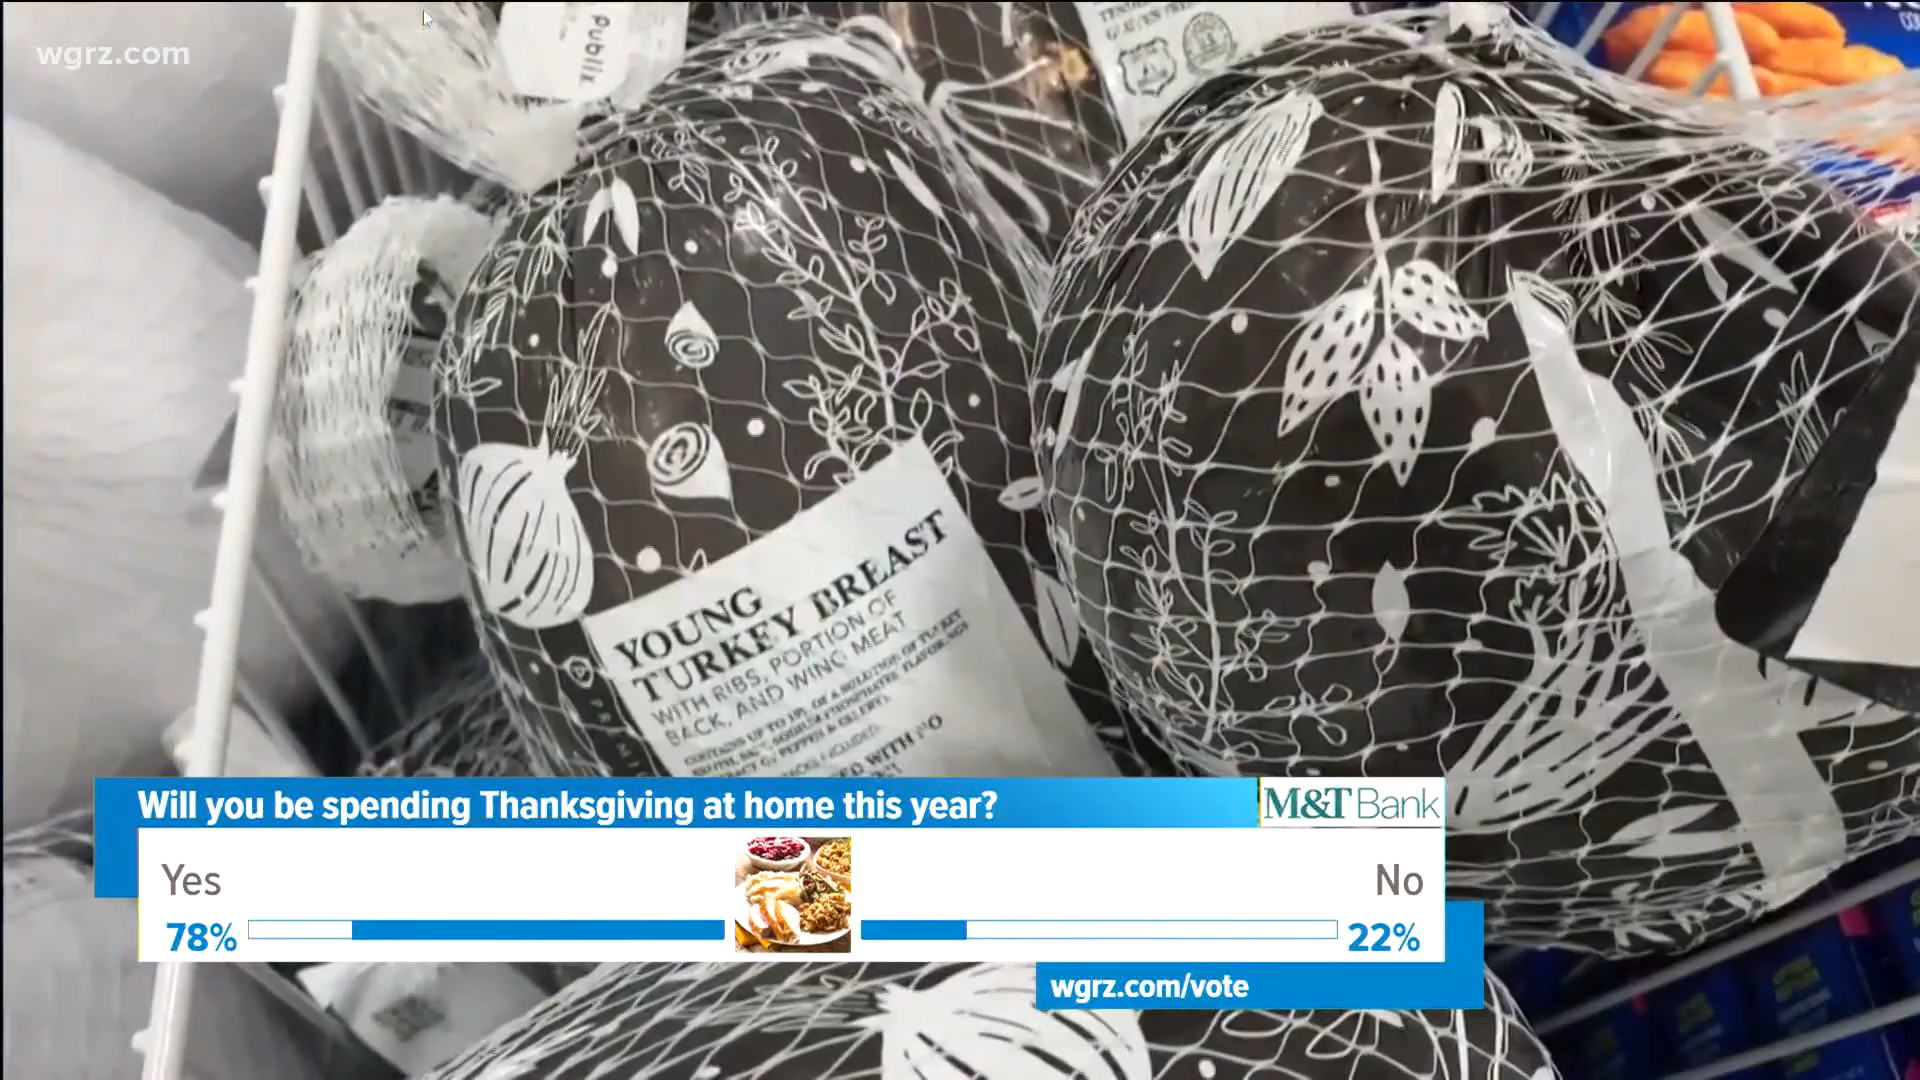 wgrz.com
publix
YOUNG
TURKEY BREAST
WITH RIBS, PORTION OF
BACK, AND WING MEAT
Will you be spending Thanksgiving at home this year?
M&T Bank
Yes
No
78%
22%
wgrz.com/vote